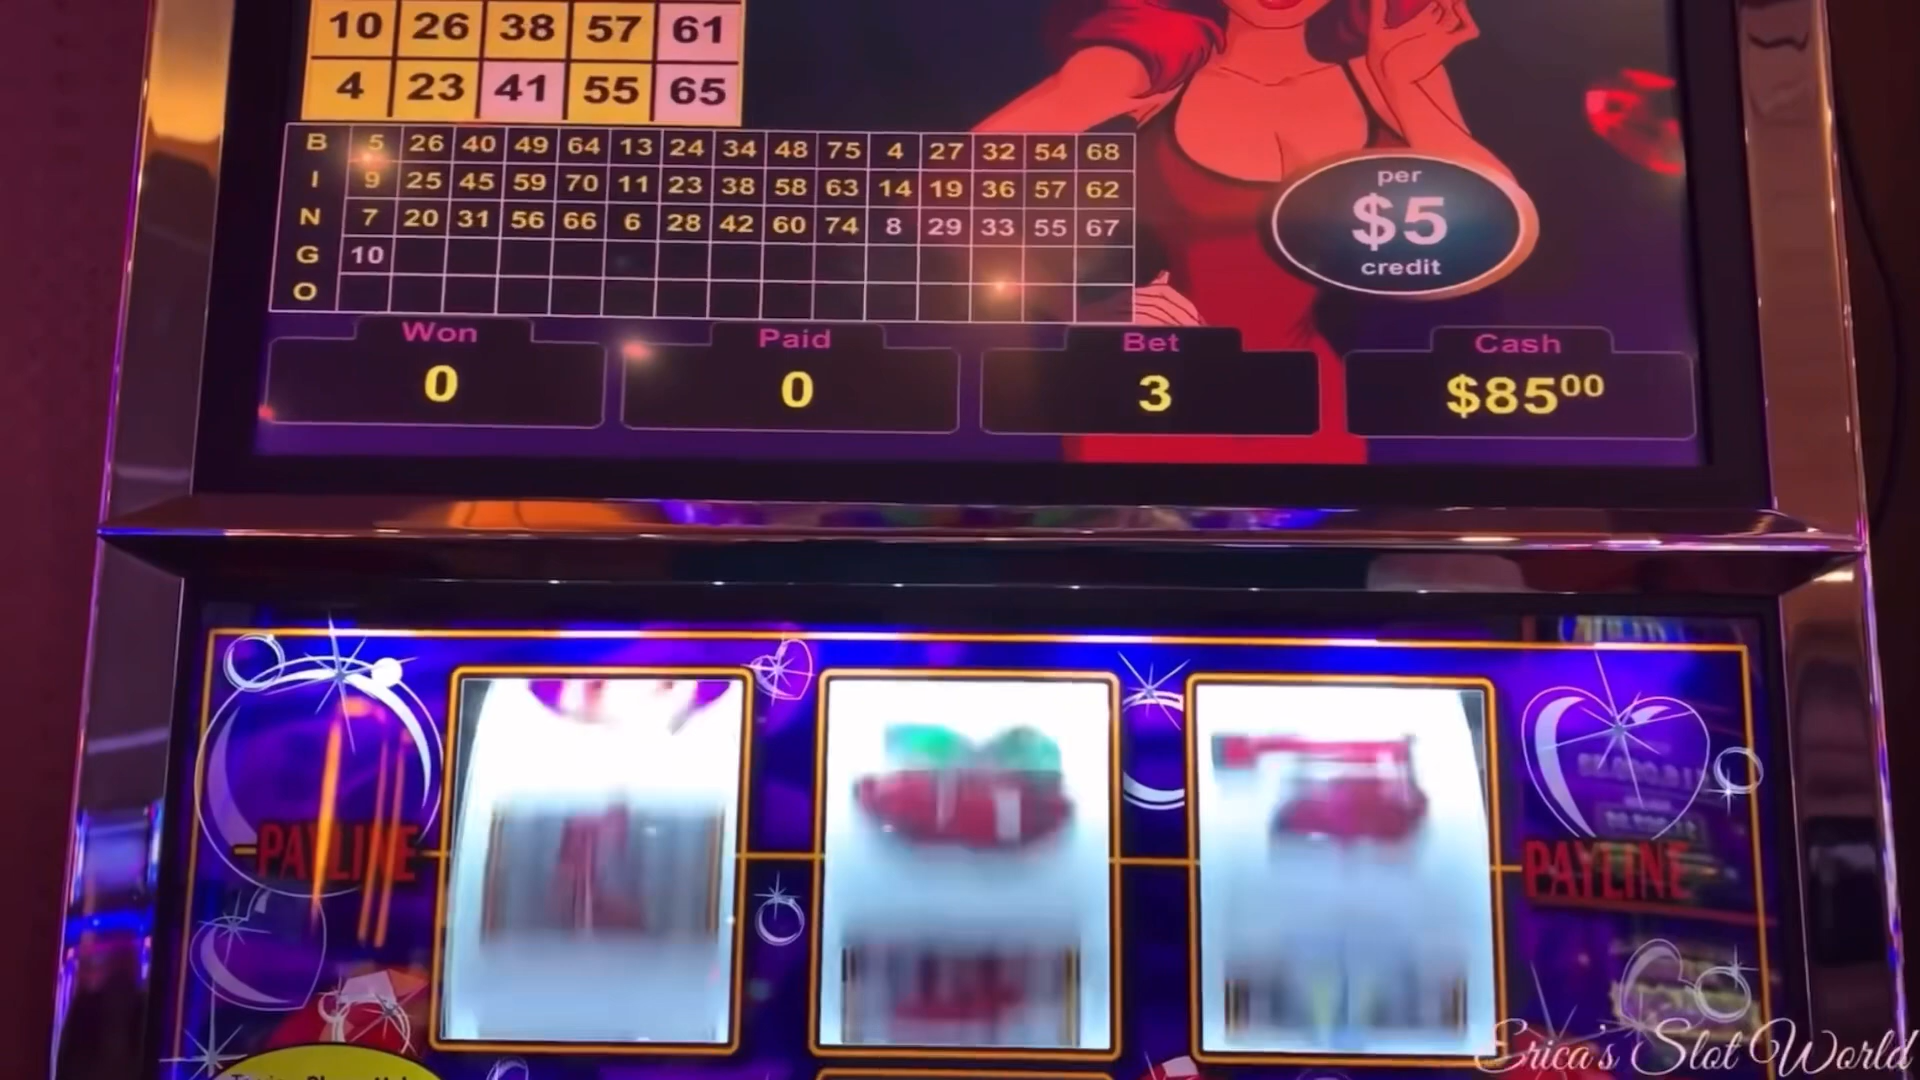 10 26 38 57 61
4 23 41 55 65
B 5 26 40 49 64 13 24 34 48 75 4 27 32 54 68
I 9 25 45 59 70 11 23 38 58 63 14 19 36 57 62
N 7 20 31 56 66 6 28 42 60 74 8 29 33 55 67
G 10
O
per
$5
credit
Won Paid Bet Cash
0 0 3 $85⁰⁰
PAYLINE PAYLINE
Erica's Slot World